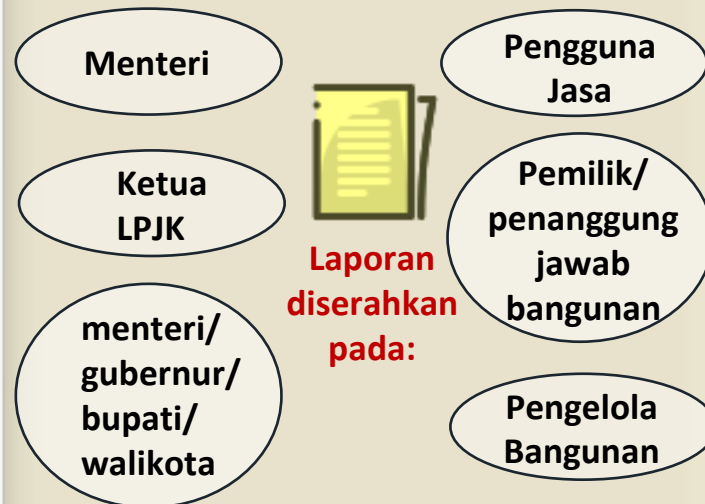 Menteri
Ketua
LPJK
menteri/
gubernur/
bupati/
walikota
Laporan
diserahkan
pada:
Pengguna
Jasa
Pemilik/
penanggung
jawab
bangunan
Pengelola
Bangunan